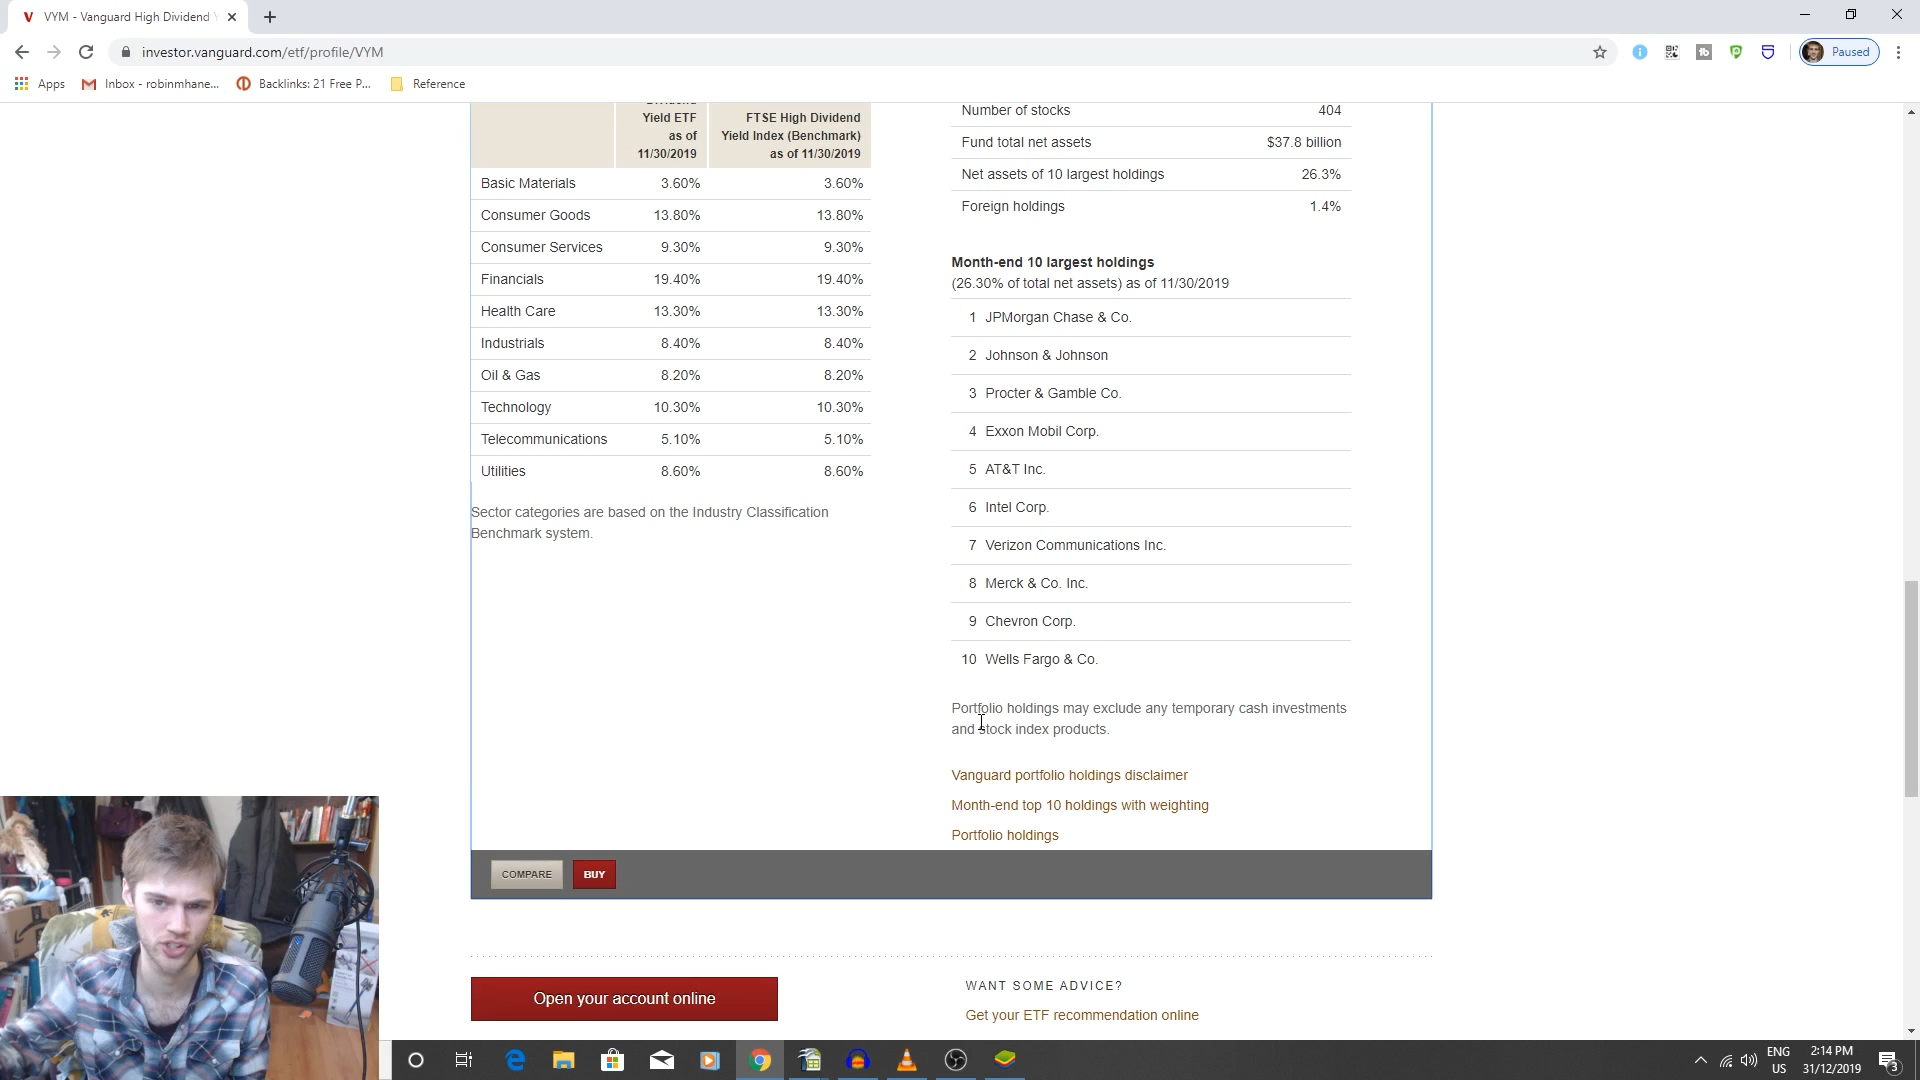 VYM - Vanguard High Dividend
investor.vanguard.com/etf/profile/VYM
Paused
Apps
Inbox - robinmhane...
Backlinks: 21 Free P...
Reference
Dividend
Yield ETF
as of
11/30/2019
FTSE High Dividend
Yield Index (Benchmark)
as of 11/30/2019
Basic Materials 3.60% 3.60%
Consumer Goods 13.80% 13.80%
Consumer Services 9.30% 9.30%
Financials 19.40% 19.40%
Health Care 13.30% 13.30%
Industrials 8.40% 8.40%
Oil & Gas 8.20% 8.20%
Technology 10.30% 10.30%
Telecommunications 5.10% 5.10%
Utilities 8.60% 8.60%
Sector categories are based on the Industry Classification
Benchmark system.
Number of stocks 404
Fund total net assets $37.8 billion
Net assets of 10 largest holdings 26.3%
Foreign holdings 1.4%
Month-end 10 largest holdings
(26.30% of total net assets) as of 11/30/2019
1 JPMorgan Chase & Co.
2 Johnson & Johnson
3 Procter & Gamble Co.
4 Exxon Mobil Corp.
5 AT&T Inc.
6 Intel Corp.
7 Verizon Communications Inc.
8 Merck & Co. Inc.
9 Chevron Corp.
10 Wells Fargo & Co.
Portfolio holdings may exclude any temporary cash investments
and stock index products.
Vanguard portfolio holdings disclaimer
Month-end top 10 holdings with weighting
Portfolio holdings
COMPARE
BUY
Open your account online
WANT SOME ADVICE?
Get your ETF recommendation online
ENG
US
2:14 PM
31/12/2019
3